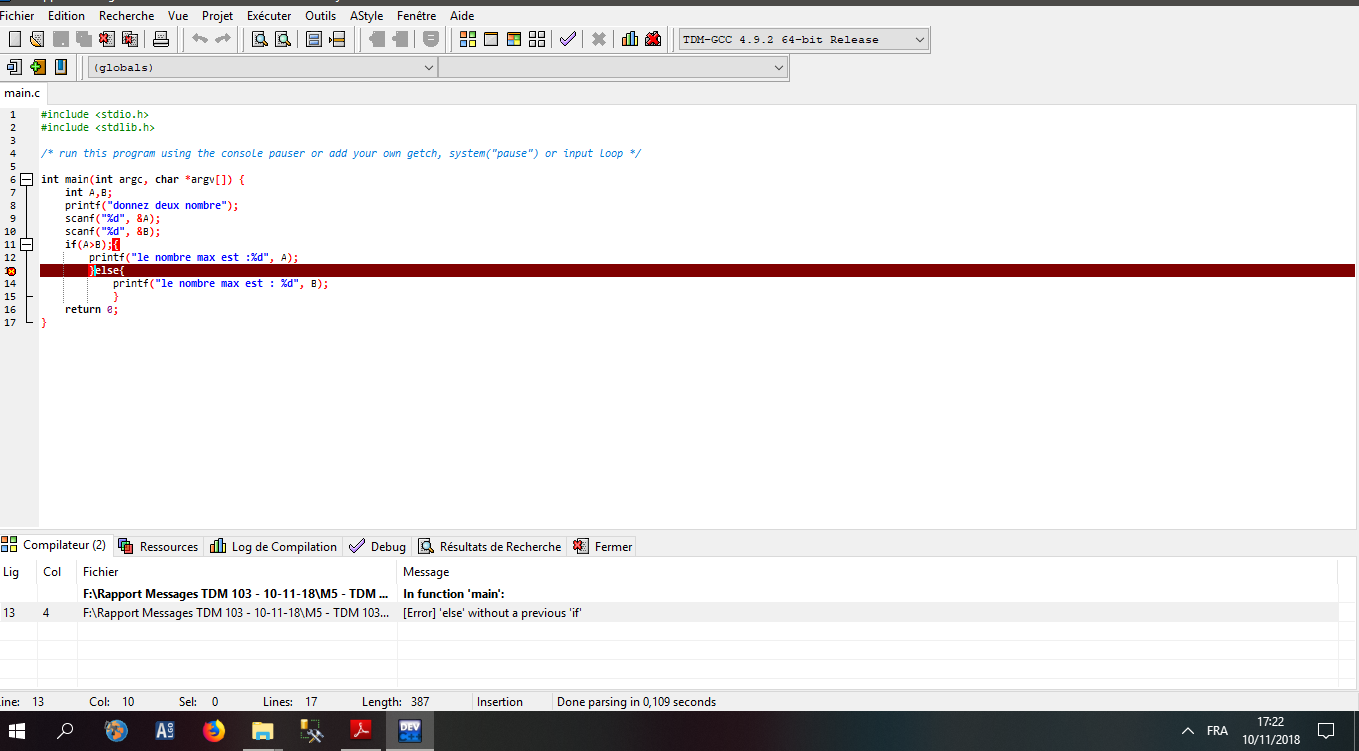 Fichier Edition Recherche Vue Projet Exécuter Outils AStyle Fenêtre Aide
TDM-GCC 4.9.2 64-bit Release
(globals)
main.c
1 #include <stdio.h>
2 #include <stdlib.h>
3
4 /* run this program using the console pauser or add your own getch, system("pause") or input loop */
5
6 int main(int argc, char *argv[]) {
7 int A,B;
8 printf("donnez deux nombre");
9 scanf("%d", &A);
10 scanf("%d", &B);
11 if(A>B);{
12 printf("le nombre max est :%d", A);
}else{
14 printf("le nombre max est : %d", B);
15 }
16 return 0;
17 }
Compilateur (2) Ressources Log de Compilation Debug Résultats de Recherche Fermer
Lig Col Fichier Message
F:\Rapport Messages TDM 103 - 10-11-18\M5 - TDM ... In function 'main':
13 4 F:\Rapport Messages TDM 103 - 10-11-18\M5 - TDM 103... [Error] 'else' without a previous 'if'
ine: 13 Col: 10 Sel: 0 Lines: 17 Length: 387 Insertion Done parsing in 0,109 seconds
DEV FRA 17:22
10/11/2018